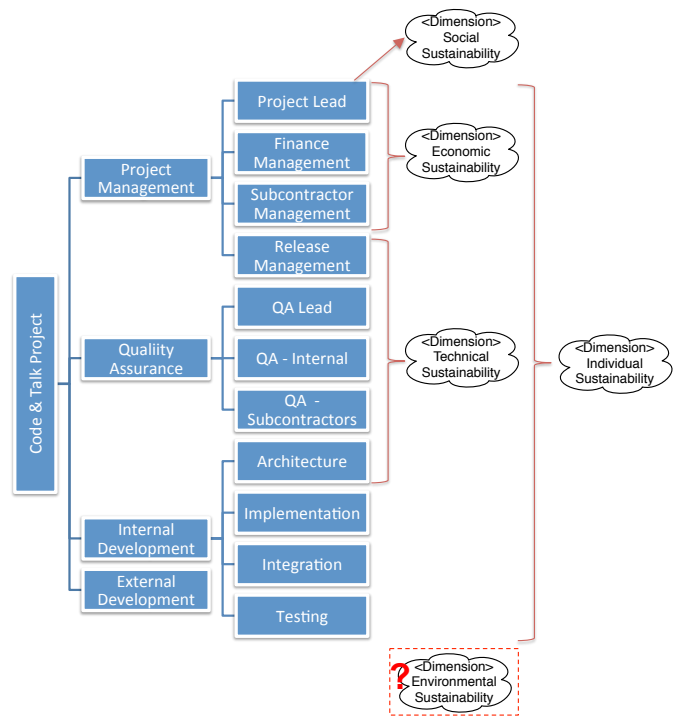 <Dimension>
Social
Sustainability
Project Lead
Finance
Management
<Dimension>
Economic
Sustainability
Project
Management
Subcontractor
Management
Release
Management
Code & Talk Project
QA Lead
Qualiity
Assurance
QA - Internal
<Dimension>
Technical
Sustainability
<Dimension>
Individual
Sustainability
QA -
Subcontractors
Architecture
Implementation
Internal
Development
Integration
External
Development
Testing
?
<Dimension>
Environmental
Sustainability